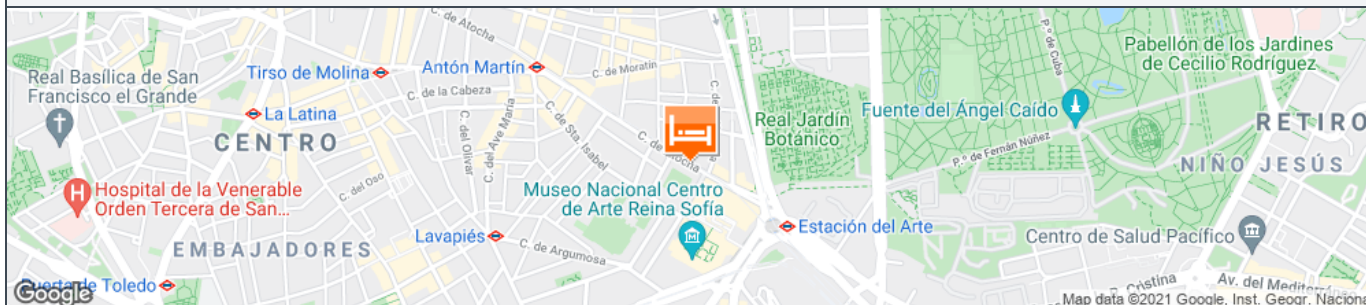 C. de Atocha
Real Basílica de San
Francisco el Grande
Tirso de Molina
Antón Martín
C. de Moratín
La Latina
C. de la Cabeza
CENTRO
C. del Olivar
C. del Ave María
C. de Sta. Isabel
C. de Atocha
C. de
Real Jardín
Botánico
P.º de Cuba
Pabellón de los Jardines
de Cecilio Rodríguez
Fuente del Ángel Caído
RETIRO
P.º de Fernán Núñez
NIÑO JESÚS
H
Hospital de la Venerable
Orden Tercera de San...
C. del Oso
Museo Nacional Centro
de Arte Reina Sofía
EMBAJADORES
Lavapiés
C. de Argumosa
Estación del Arte
Centro de Salud Pacífico
Puerta de Toledo
Cristina
Av. del Mediterráneo
Google
Map data ©2021 Google, Inst. Geogr. Nacional